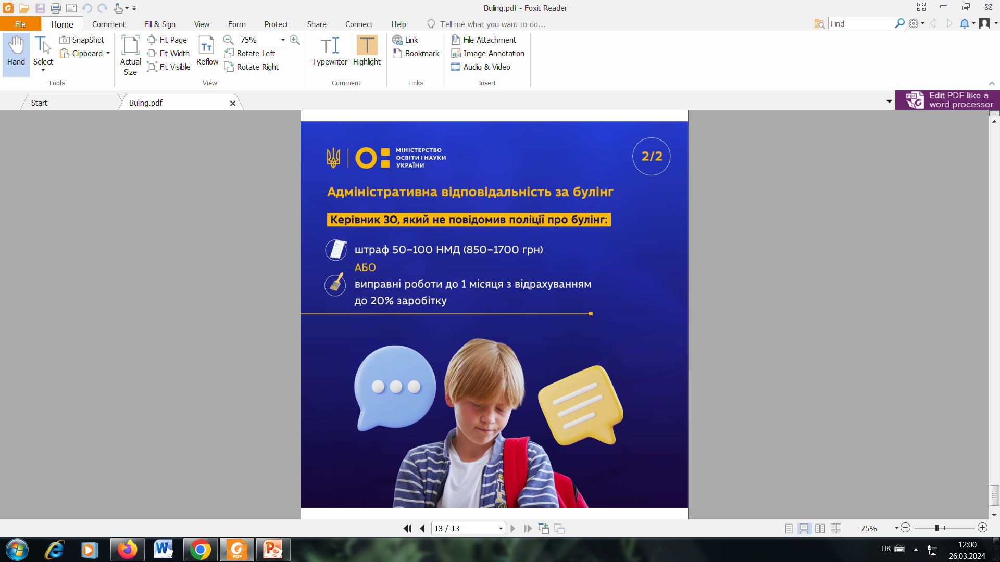 Buling.pdf - Foxit Reader
File Home Comment Fill & Sign View Form Protect Share Connect Help Tell me what you want to do... Find
Hand
Select
SnapShot
Clipboard
Tools
Actual
Size
Fit Page
Fit Width
Fit Visible
Reflow
75%
Rotate Left
Rotate Right
View
Typewriter
Highlight
Comment
Link
Bookmark
Links
File Attachment
Image Annotation
Audio & Video
Insert
Start
Buling.pdf
Edit PDF like a
word processor
МІНІСТЕРСТВО
ОСВІТИ І НАУКИ
УКРАЇНИ
2/2
Адміністративна відповідальність за булінг
Керівник ЗО, який не повідомив поліції про булінг:
штраф 50–100 НМД (850–1700 грн)
АБО
виправні роботи до 1 місяця з відрахуванням
до 20% заробітку
13 / 13
75%
UK
12:00
26.03.2024